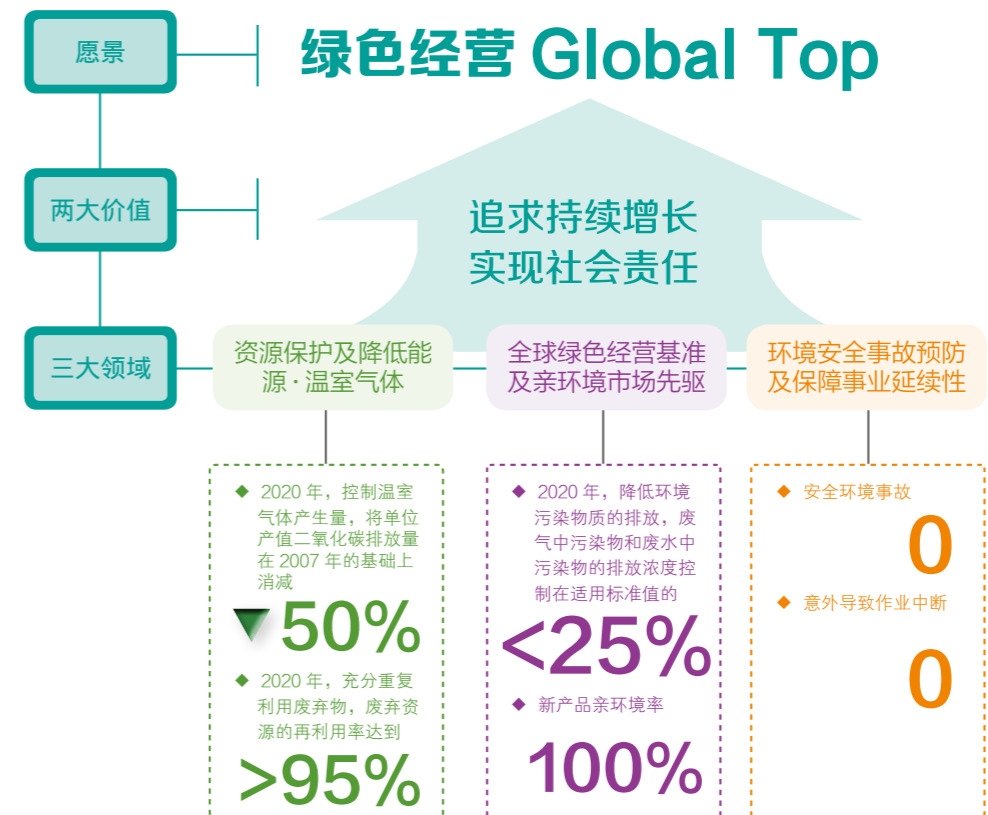 愿景
绿色经营 Global Top
两大价值
追求持续增长
实现社会责任
三大领域
资源保护及降低能
源·温室气体
全球绿色经营基准
及亲环境市场先驱
环境安全事故预防
及保障事业延续性
◆ 2020 年，控制温室
气体产生量，将单位
产值二氧化碳排放量
在 2007 年的基础上
消减
▼50%
◆ 2020 年，充分重复
利用废弃物，废弃资
源的再利用率达到
>95%
◆ 2020 年，降低环境
污染物质的排放，废
气中污染物和废水中
污染物的排放浓度控
制在适用标准值的
<25%
◆ 新产品亲环境率
100%
◆ 安全环境事故
0
◆ 意外导致作业中断
0